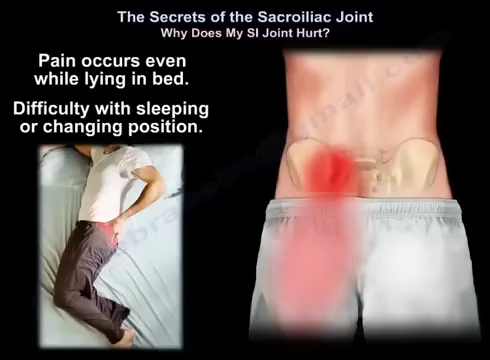 The Secrets of the Sacroiliac Joint
Why Does My SI Joint Hurt?
Pain occurs even
while lying in bed.
Difficulty with sleeping
or changing position.